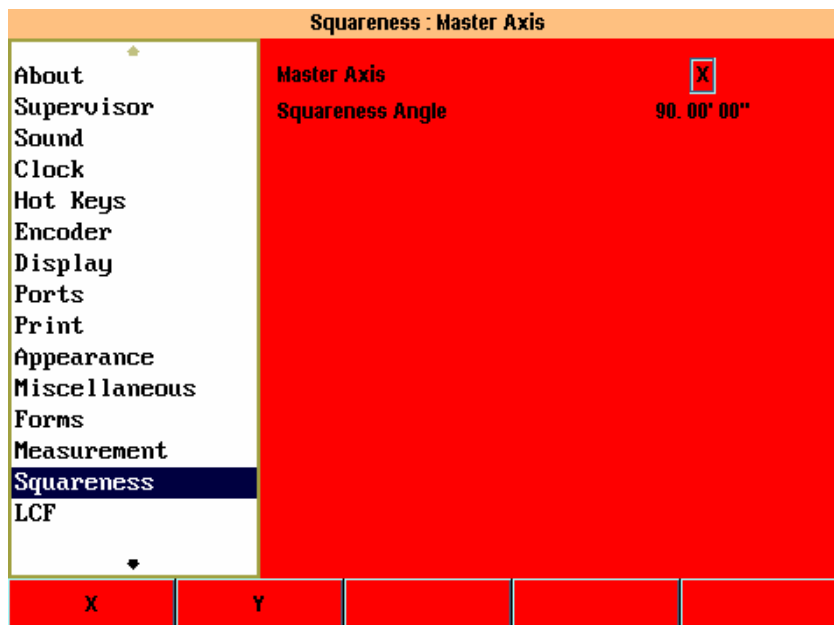 Squareness : Master Axis
About
Supervisor
Sound
Clock
Hot Keys
Encoder
Display
Ports
Print
Appearance
Miscellaneous
Forms
Measurement
Squareness
LCF
Master Axis X
Squareness Angle 90. 00' 00"
X Y